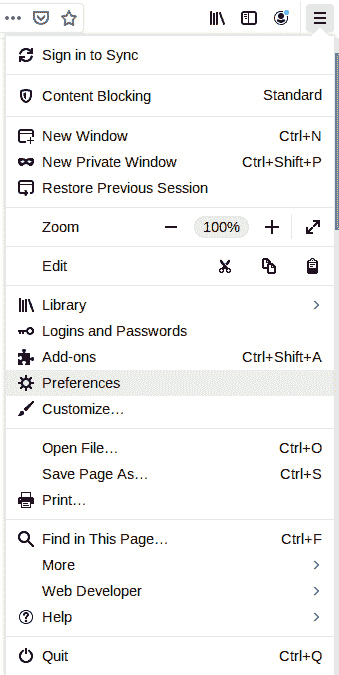 Sign in to Sync
Content Blocking Standard
New Window Ctrl+N
New Private Window Ctrl+Shift+P
Restore Previous Session
Zoom 100%
Edit
Library
Logins and Passwords
Add-ons Ctrl+Shift+A
Preferences
Customize…
Open File… Ctrl+O
Save Page As… Ctrl+S
Print…
Find in This Page… Ctrl+F
More
Web Developer
Help
Quit Ctrl+Q